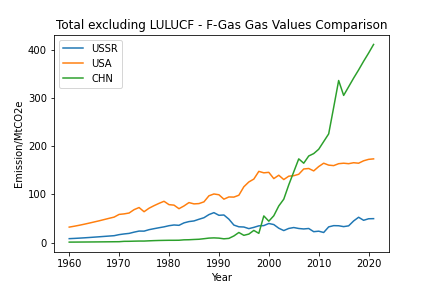 Total excluding LULUCF - F-Gas Gas Values Comparison
USSR
USA
CHN
Emission/MtCO2e
400
300
200
100
0
1960 1970 1980 1990 2000 2010 2020
Year